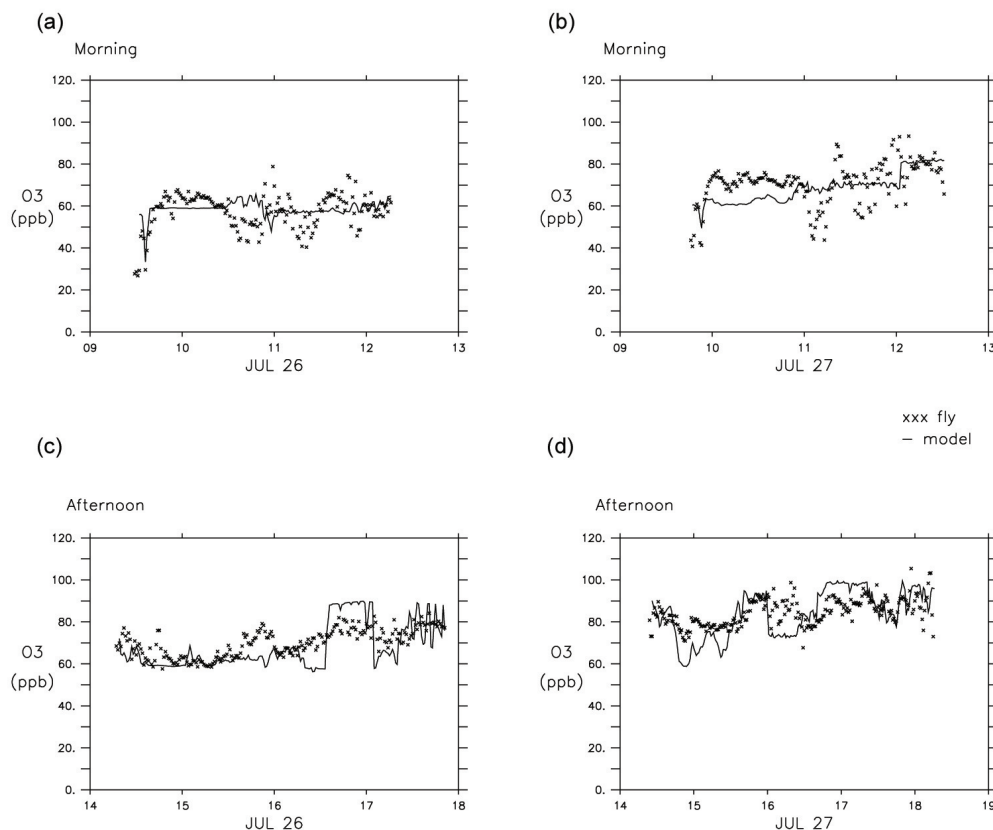 (a)
Morning
120.
100.
80.
O3
60.
(ppb)
40.
20.
0.
09 10 11 12 13
JUL 26
(b)
Morning
120.
100.
80.
O3
60.
(ppb)
40.
20.
0.
09 10 11 12 13
JUL 27
xxx fly
— model
(c)
Afternoon
120.
100.
80.
O3
60.
(ppb)
40.
20.
0.
14 15 16 17 18
JUL 26
(d)
Afternoon
120.
100.
80.
O3
60.
(ppb)
40.
20.
0.
14 15 16 17 18 19
JUL 27